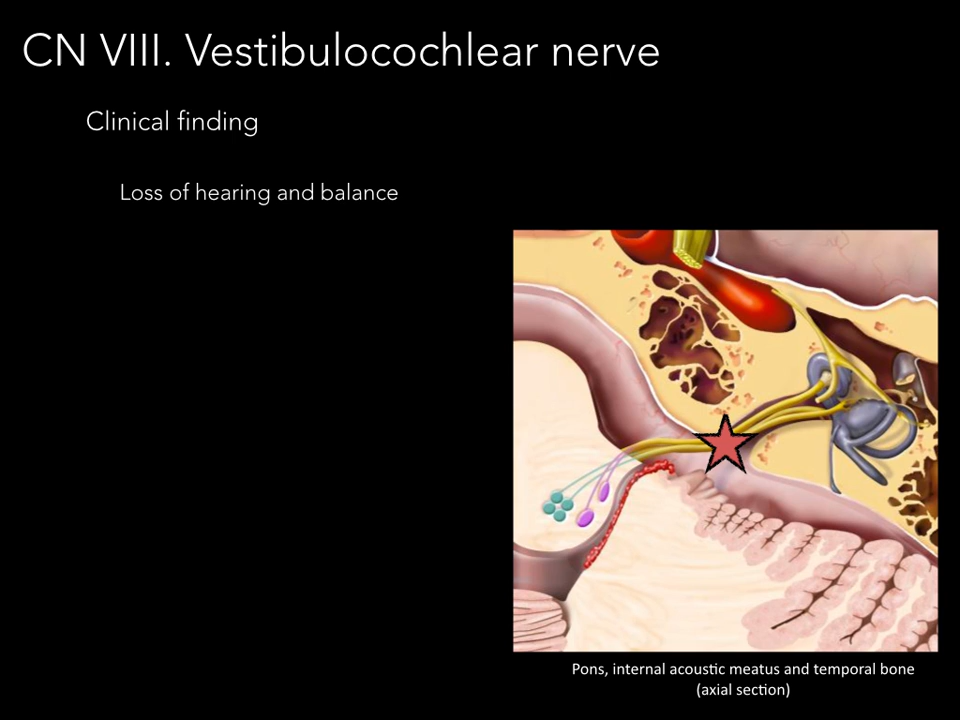 CN VIII. Vestibulocochlear nerve
Clinical finding
Loss of hearing and balance
Pons, internal acoustic meatus and temporal bone
(axial section)